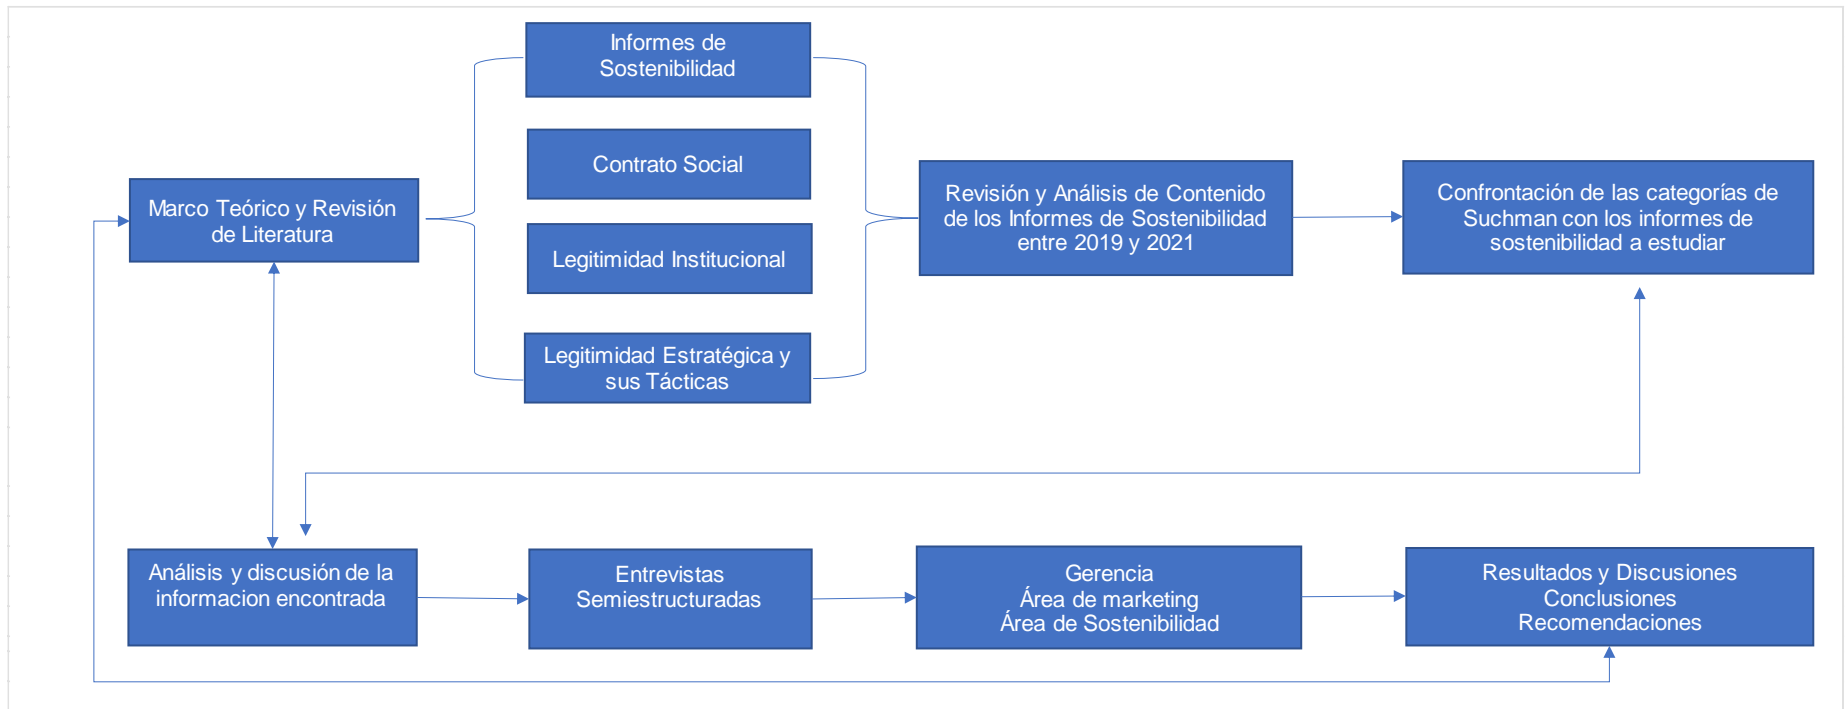 Informes de
Sostenibilidad
Contrato Social
Marco Teórico y Revisión
de Literatura
Legitimidad Institucional
Legitimidad Estratégica y
sus Tácticas
Revisión y Análisis de Contenido
de los Informes de Sostenibilidad
entre 2019 y 2021
Confrontación de las categorías de
Suchman con los informes de
sostenibilidad a estudiar
Análisis y discusión de la
informacion encontrada
Entrevistas
Semiestructuradas
Gerencia
Área de marketing
Área de Sostenibilidad
Resultados y Discusiones
Conclusiones
Recomendaciones